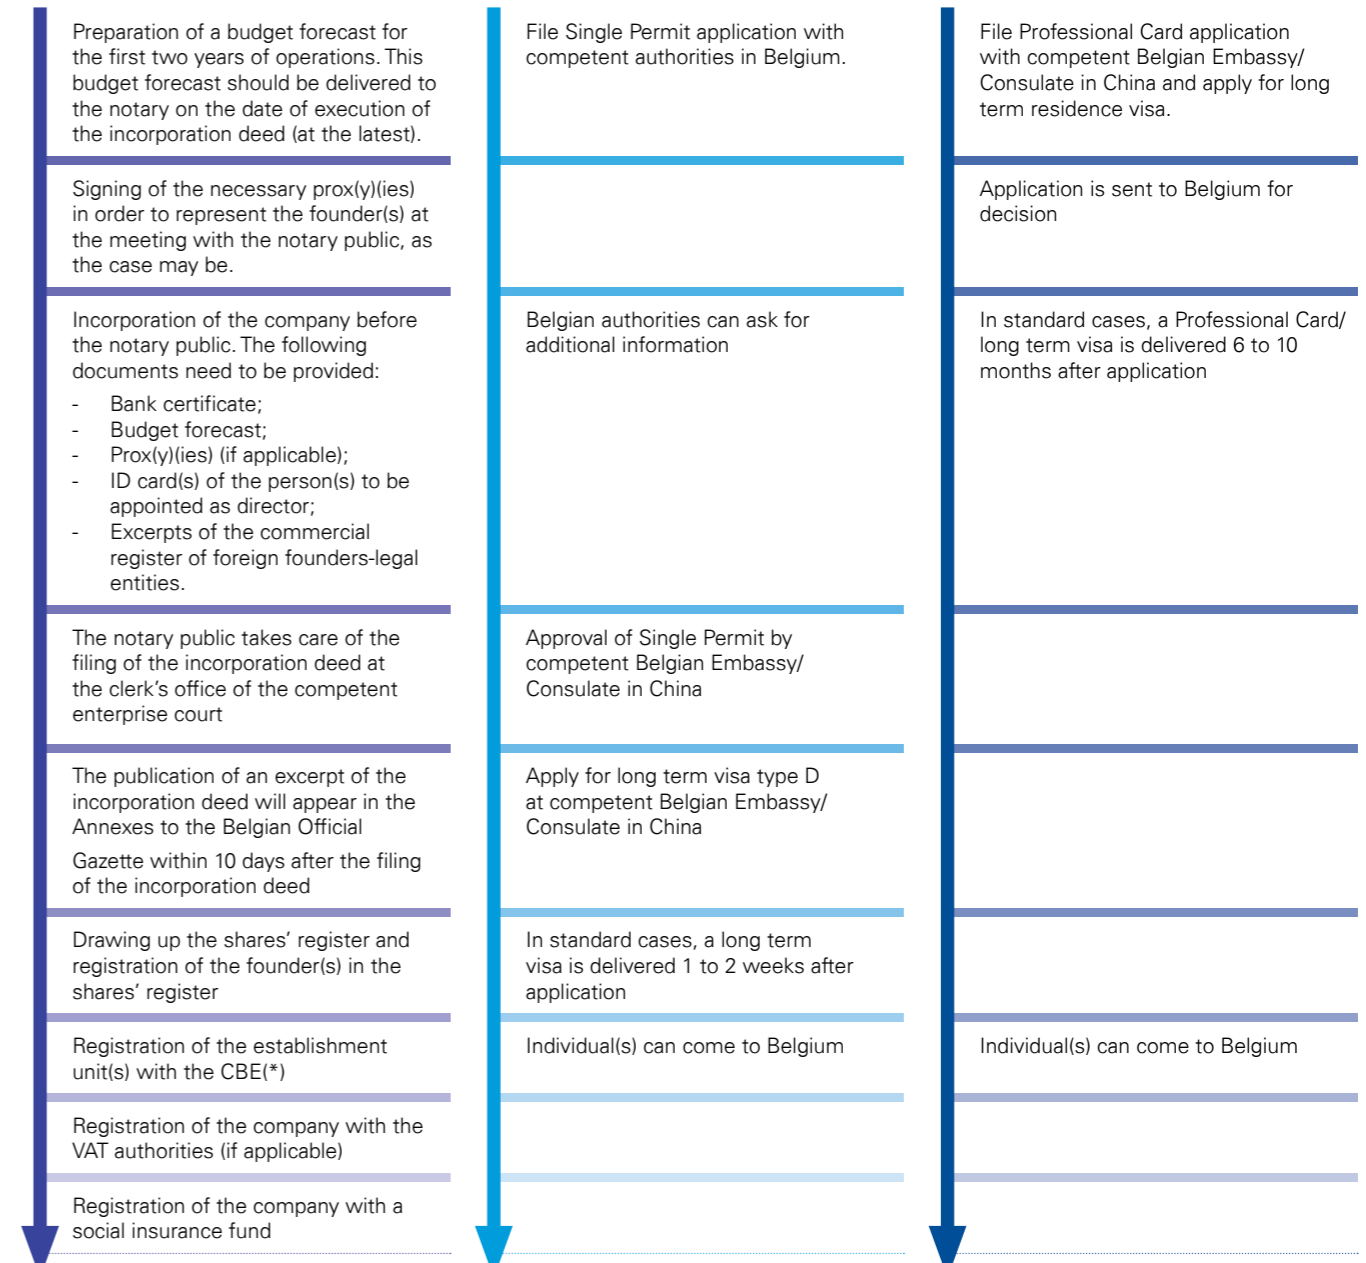 Preparation of a budget forecast for
the first two years of operations. This
budget forecast should be delivered to
the notary on the date of execution of
the incorporation deed (at the latest).
File Single Permit application with
competent authorities in Belgium.
File Professional Card application
with competent Belgian Embassy/
Consulate in China and apply for long
term residence visa.
Signing of the necessary prox(y)(ies)
in order to represent the founder(s) at
the meeting with the notary public, as
the case may be.
Application is sent to Belgium for
decision
Incorporation of the company before
the notary public. The following
documents need to be provided:
- Bank certificate;
- Budget forecast;
- Prox(y)(ies) (if applicable);
- ID card(s) of the person(s) to be
appointed as director;
- Excerpts of the commercial
register of foreign founders-legal
entities.
Belgian authorities can ask for
additional information
In standard cases, a Professional Card/
long term visa is delivered 6 to 10
months after application
The notary public takes care of the
filing of the incorporation deed at
the clerk's office of the competent
enterprise court
Approval of Single Permit by
competent Belgian Embassy/
Consulate in China
The publication of an excerpt of the
incorporation deed will appear in the
Annexes to the Belgian Official
Gazette within 10 days after the filing
of the incorporation deed
Apply for long term visa type D
at competent Belgian Embassy/
Consulate in China
Drawing up the shares' register and
registration of the founder(s) in the
shares' register
In standard cases, a long term
visa is delivered 1 to 2 weeks after
application
Registration of the establishment
unit(s) with the CBE(*)
Individual(s) can come to Belgium
Individual(s) can come to Belgium
Registration of the company with the
VAT authorities (if applicable)
Registration of the company with a
social insurance fund